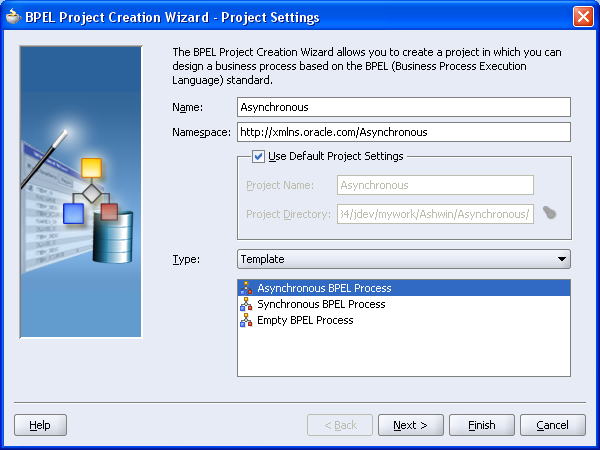 BPEL Project Creation Wizard - Project Settings
The BPEL Project Creation Wizard allows you to create a project in which you can
design a business process based on the BPEL (Business Process Execution
Language) standard.
Name: Asynchronous
Namespace: http://xmlns.oracle.com/Asynchronous
Use Default Project Settings
Project Name: Asynchronous
Project Directory: 34/jdev/mywork/Ashwin/Asynchronous/
Type: Template
Asynchronous BPEL Process
Synchronous BPEL Process
Empty BPEL Process
Help < Back Next > Finish Cancel